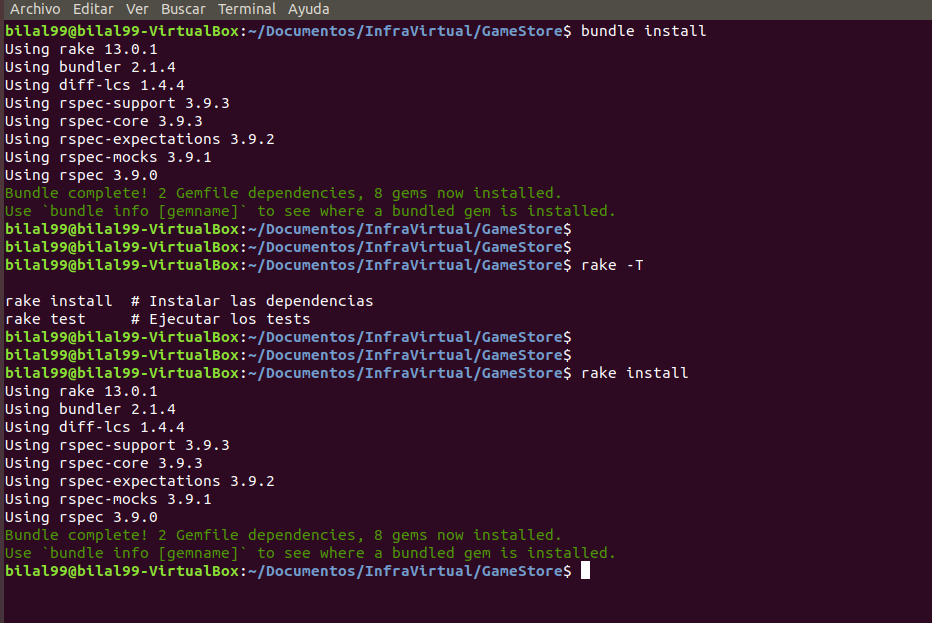 Archivo Editar Ver Buscar Terminal Ayuda
bilal99@bilal99-VirtualBox:~/Documentos/InfraVirtual/GameStore$ bundle install
Using rake 13.0.1
Using bundler 2.1.4
Using diff-lcs 1.4.4
Using rspec-support 3.9.3
Using rspec-core 3.9.3
Using rspec-expectations 3.9.2
Using rspec-mocks 3.9.1
Using rspec 3.9.0
Bundle complete! 2 Gemfile dependencies, 8 gems now installed.
Use `bundle info [gemname]` to see where a bundled gem is installed.
bilal99@bilal99-VirtualBox:~/Documentos/InfraVirtual/GameStore$
bilal99@bilal99-VirtualBox:~/Documentos/InfraVirtual/GameStore$
bilal99@bilal99-VirtualBox:~/Documentos/InfraVirtual/GameStore$ rake -T
rake install  # Instalar las dependencias
rake test     # Ejecutar los tests
bilal99@bilal99-VirtualBox:~/Documentos/InfraVirtual/GameStore$
bilal99@bilal99-VirtualBox:~/Documentos/InfraVirtual/GameStore$
bilal99@bilal99-VirtualBox:~/Documentos/InfraVirtual/GameStore$ rake install
Using rake 13.0.1
Using bundler 2.1.4
Using diff-lcs 1.4.4
Using rspec-support 3.9.3
Using rspec-core 3.9.3
Using rspec-expectations 3.9.2
Using rspec-mocks 3.9.1
Using rspec 3.9.0
Bundle complete! 2 Gemfile dependencies, 8 gems now installed.
Use `bundle info [gemname]` to see where a bundled gem is installed.
bilal99@bilal99-VirtualBox:~/Documentos/InfraVirtual/GameStore$